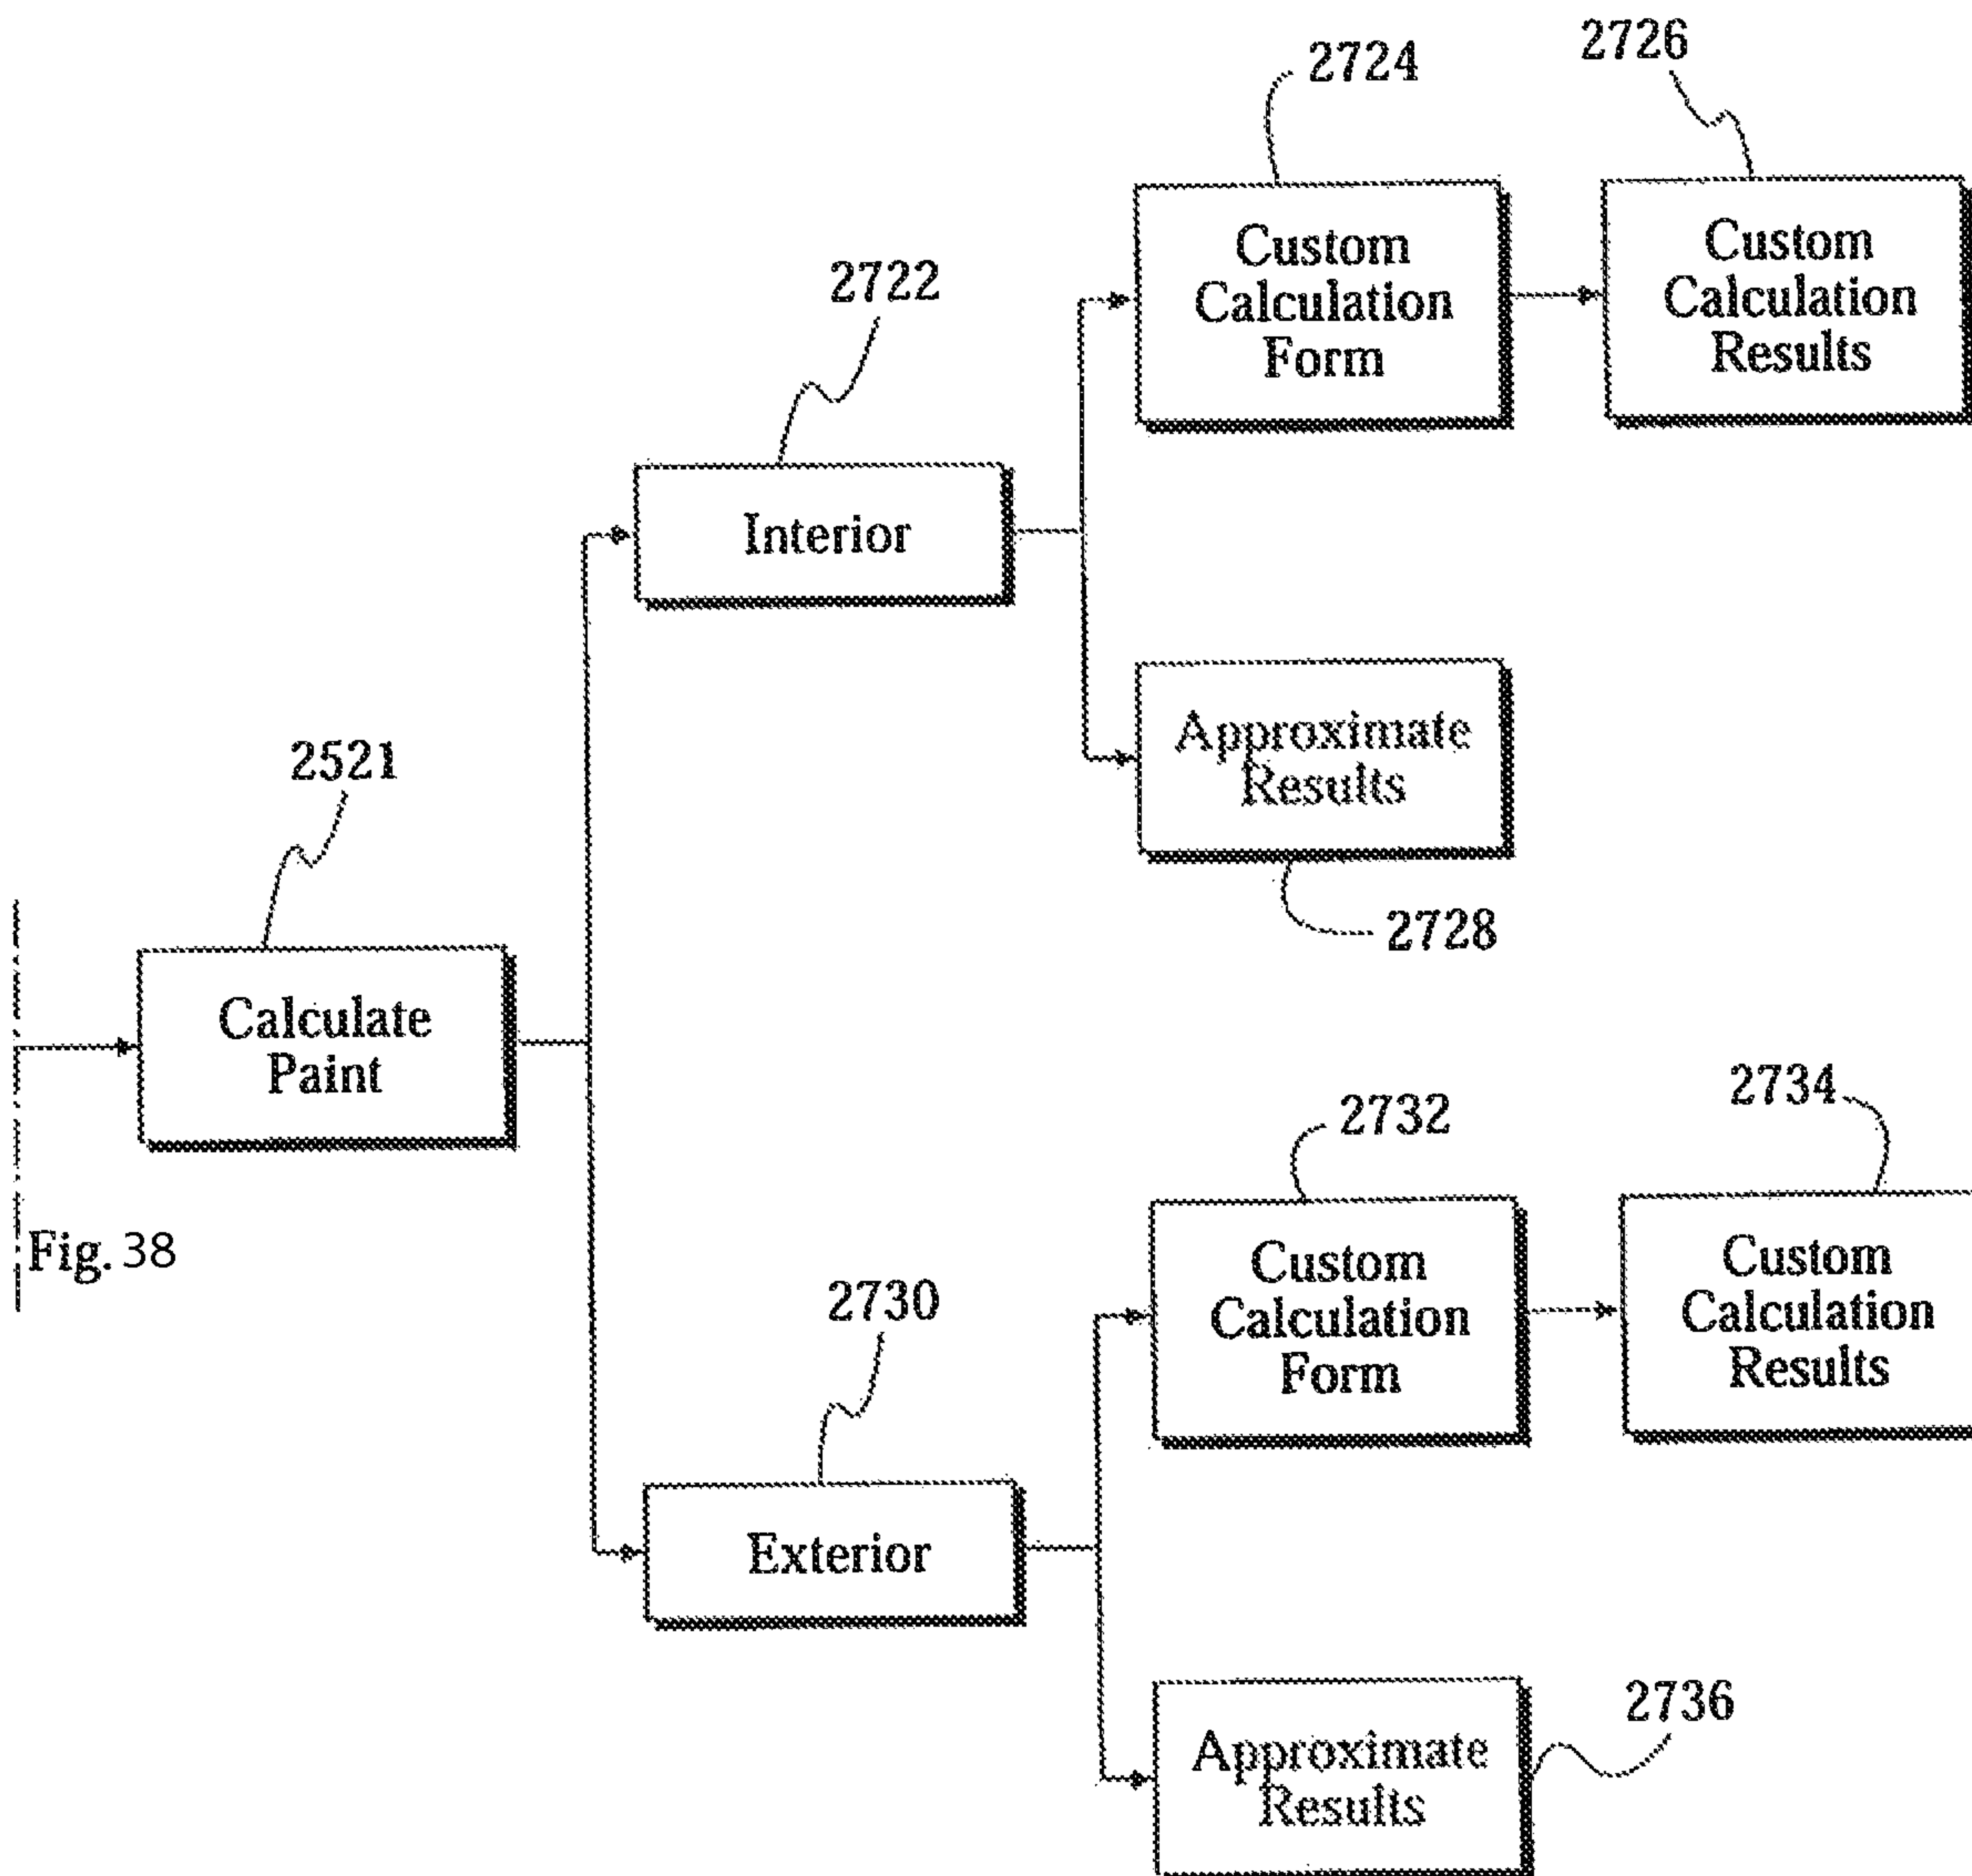 2726
2724
Custom
Calculation
Form
Custom
Calculation
Results
2722
Interior
Approximate
Results
2728
2521
Calculate
Paint
Fig. 38
2732
2734
Custom
Calculation
Form
Custom
Calculation
Results
2730
Exterior
2736
Approximate
Results